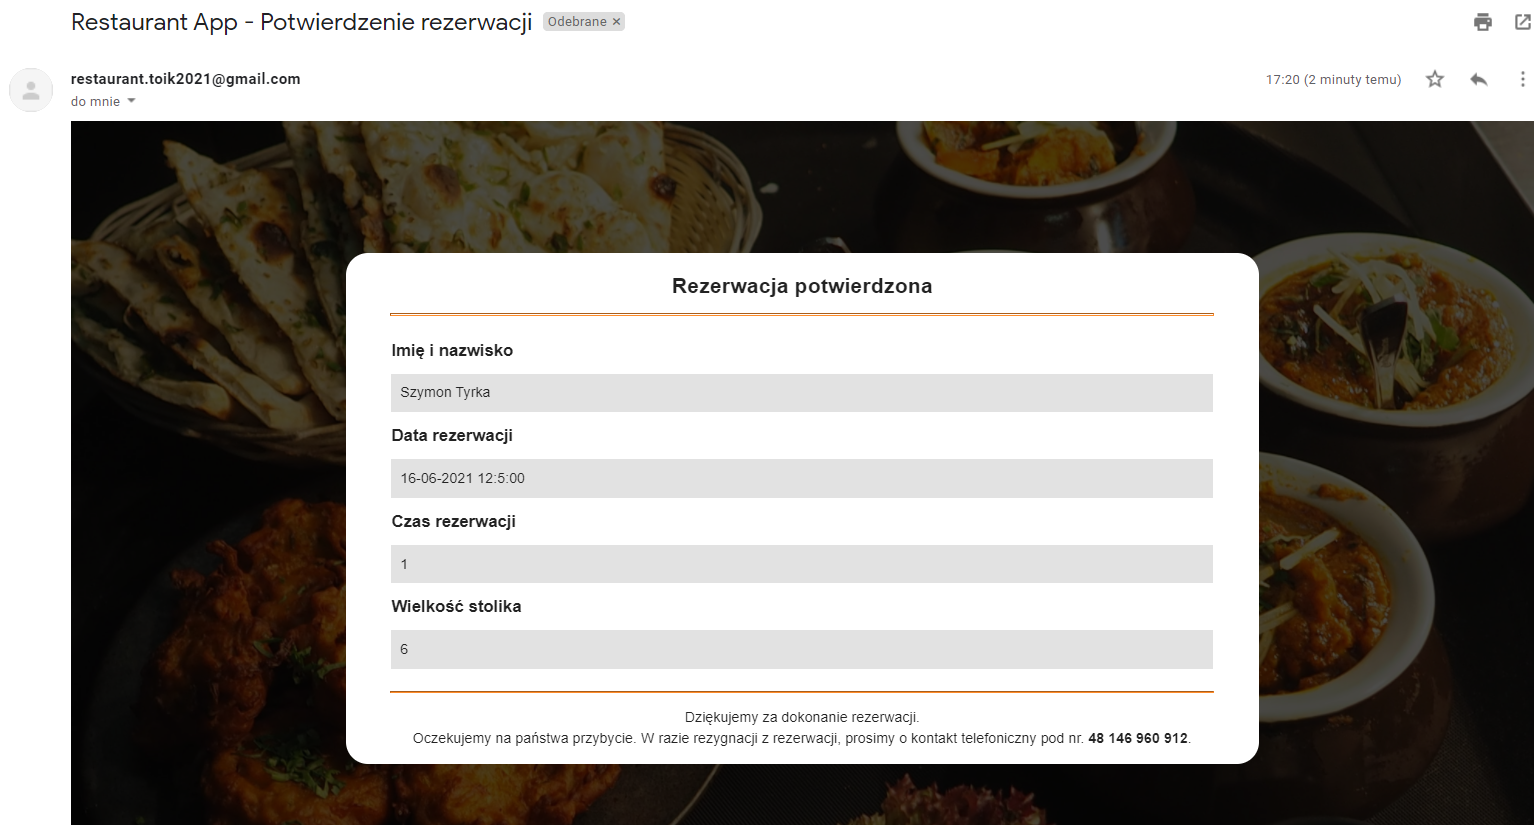 Restaurant App - Potwierdzenie rezerwacji Odebrane ×
restaurant.toik2021@gmail.com
17:20 (2 minuty temu)
do mnie
Rezerwacja potwierdzona
Imię i nazwisko
Szymon Tyrka
Data rezerwacji
16-06-2021 12:5:00
Czas rezerwacji
1
Wielkość stolika
6
Dziękujemy za dokonanie rezerwacji.
Oczekujemy na państwa przybycie. W razie rezygnacji z rezerwacji, prosimy o kontakt telefoniczny pod nr. 48 146 960 912.